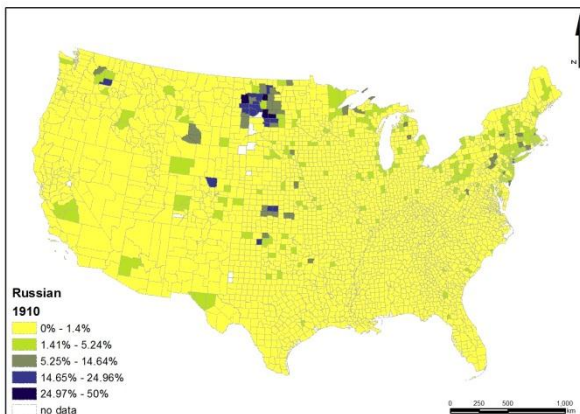 N
Russian
1910
0% - 1.4%
1.41% - 5.24%
5.25% - 14.64%
14.65% - 24.96%
24.97% - 50%
no data
0 250 500 1,000
km